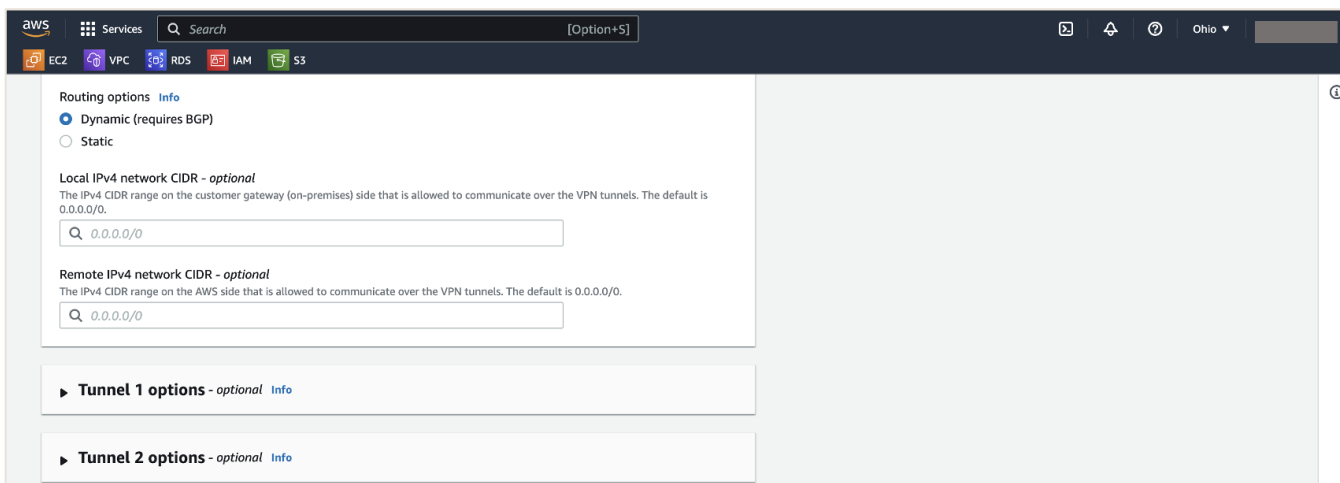 aws Services Search [Option+S] Ohio
EC2 VPC RDS IAM S3
Routing options Info
Dynamic (requires BGP)
Static
Local IPv4 network CIDR - optional
The IPv4 CIDR range on the customer gateway (on-premises) side that is allowed to communicate over the VPN tunnels. The default is
0.0.0.0/0.
0.0.0.0/0
Remote IPv4 network CIDR - optional
The IPv4 CIDR range on the AWS side that is allowed to communicate over the VPN tunnels. The default is 0.0.0.0/0.
0.0.0.0/0
Tunnel 1 options - optional Info
Tunnel 2 options - optional Info